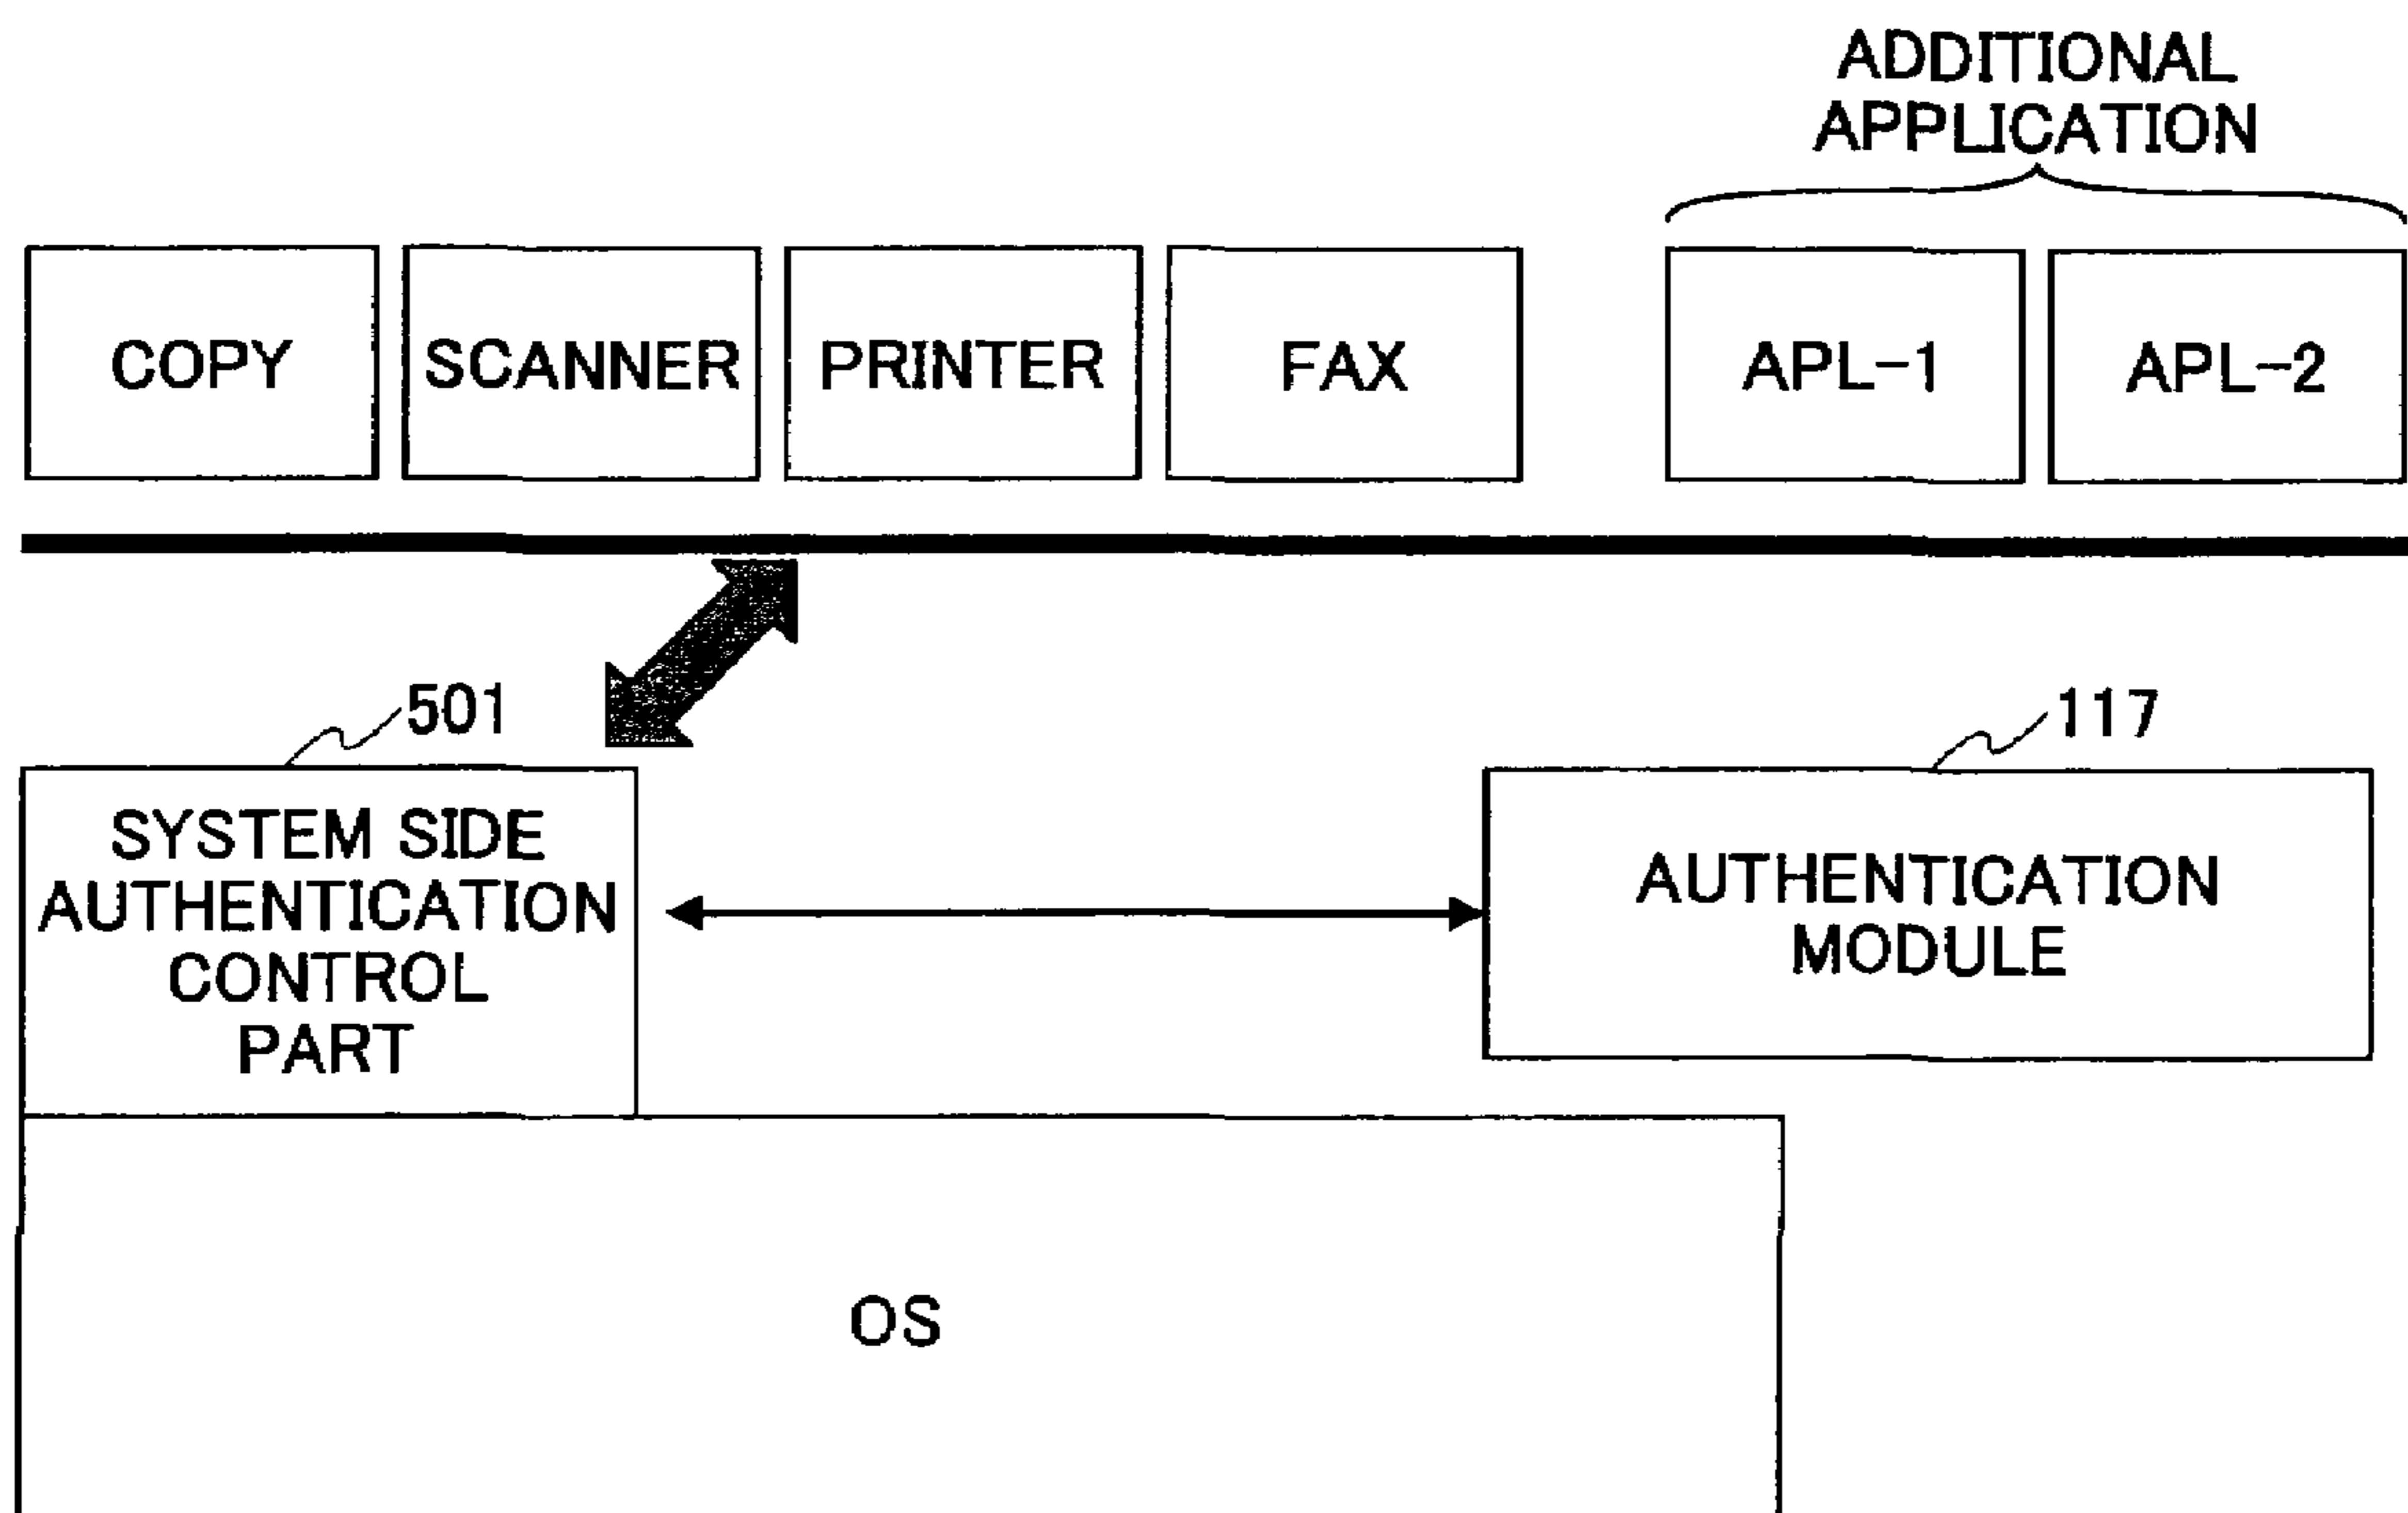 ADDITIONAL
APPLICATION
COPY
SCANNER
PRINTER
FAX
APL-1
APL-2
501
117
SYSTEM SIDE
AUTHENTICATION
CONTROL
PART
AUTHENTICATION
MODULE
OS